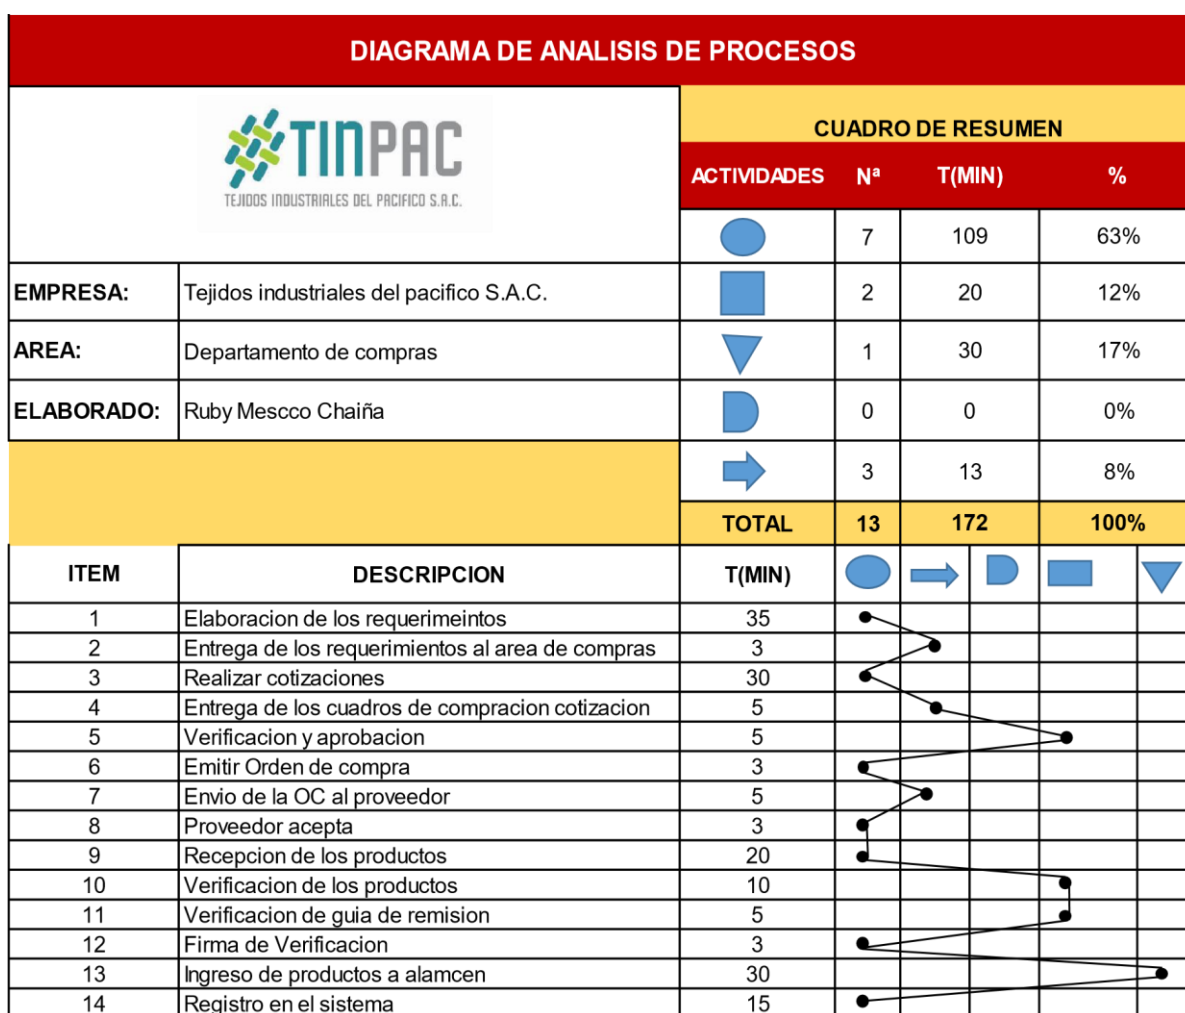 DIAGRAMA DE ANALISIS DE PROCESOS
TINPAC
TEJIDOS INDUSTRIALES DEL PACIFICO S.A.C.
CUADRO DE RESUMEN
ACTIVIDADES Nª T(MIN) %
7 109 63%
EMPRESA: Tejidos industriales del pacifico S.A.C. 2 20 12%
AREA: Departamento de compras 1 30 17%
ELABORADO: Ruby Mescco Chaiña 0 0 0%
3 13 8%
TOTAL 13 172 100%
ITEM DESCRIPCION T(MIN)
1 Elaboracion de los requerimeintos 35
2 Entrega de los requerimientos al area de compras 3
3 Realizar cotizaciones 30
4 Entrega de los cuadros de compracion cotizacion 5
5 Verificacion y aprobacion 5
6 Emitir Orden de compra 3
7 Envio de la OC al proveedor 5
8 Proveedor acepta 3
9 Recepcion de los productos 20
10 Verificacion de los productos 10
11 Verificacion de guia de remision 5
12 Firma de Verificacion 3
13 Ingreso de productos a alamcen 30
14 Registro en el sistema 15